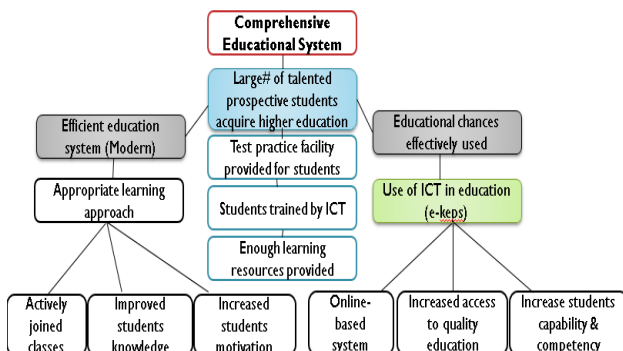 Comprehensive
Educational System
Large# of talented
prospective students
acquire higher education
Efficient education
system (Modern)
Educational chances
effectively used
Test practice facility
provided for students
Appropriate learning
approach
Students trained by ICT
Use of ICT in education
(e-keps)
Enough learning
resources provided
Actively
joined
classes
Improved
students
knowledge
Increased
students
motivation
Online-
based
system
Increased access
to quality
education
Increase students
capability &
competency